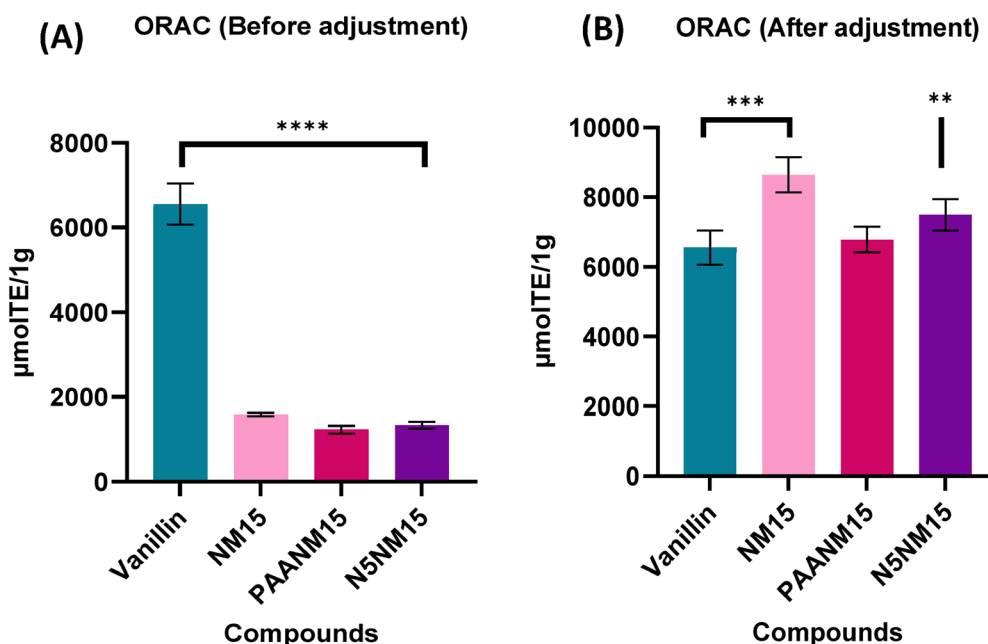 (A)
ORAC (Before adjustment)
****
8000
6000
4000
2000
0
µmolTE/1g
Vanillin
NM15
PAANM15
N5NM15
Compounds
(B)
ORAC (After adjustment)
***
**
10000
8000
6000
4000
2000
0
µmolTE/1g
Vanillin
NM15
PAANM15
N5NM15
Compounds